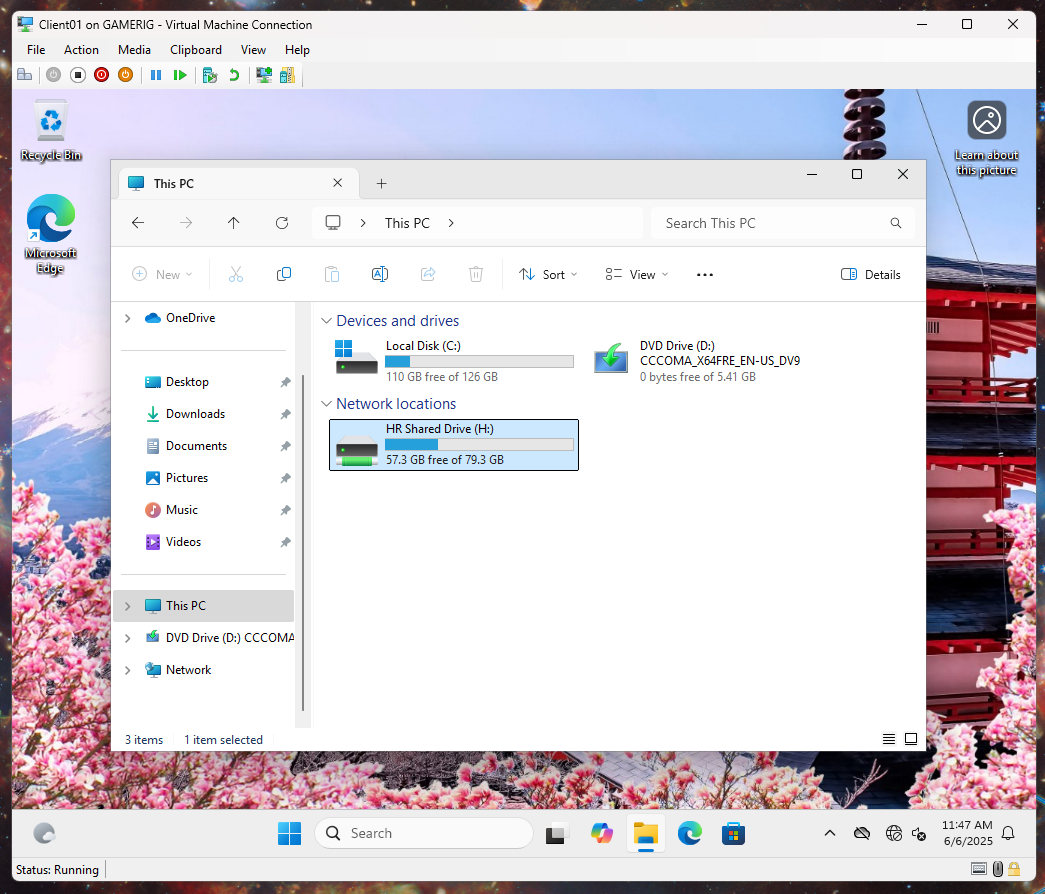 Client01 on GAMERIG - Virtual Machine Connection
File Action Media Clipboard View Help
Recycle Bin
Learn about
this picture
Microsoft
Edge
This PC
This PC
Search This PC
New
Sort
View
Details
OneDrive
Desktop
Downloads
Documents
Pictures
Music
Videos
This PC
DVD Drive (D:) CCCOMA
Network
Devices and drives
Local Disk (C:)
110 GB free of 126 GB
DVD Drive (D:)
CCCOMA_X64FRE_EN-US_DV9
0 bytes free of 5.41 GB
Network locations
HR Shared Drive (H:)
57.3 GB free of 79.3 GB
3 items 1 item selected
Search
11:47 AM
6/6/2025
Status: Running